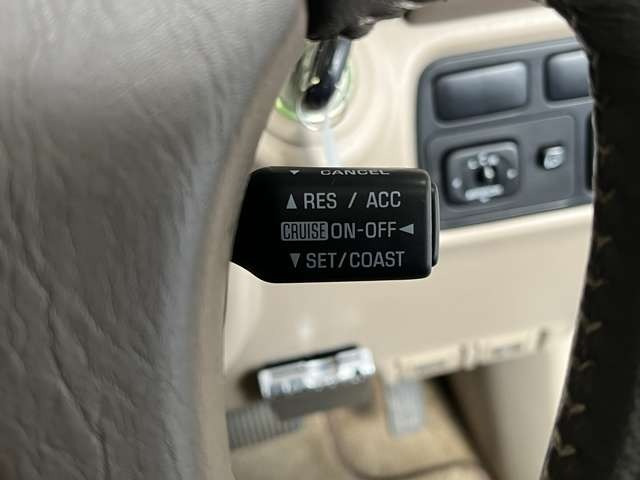 ▼ CANCEL
▲ RES / ACC
CRUISE ON-OFF ◄
▼ SET/COAST